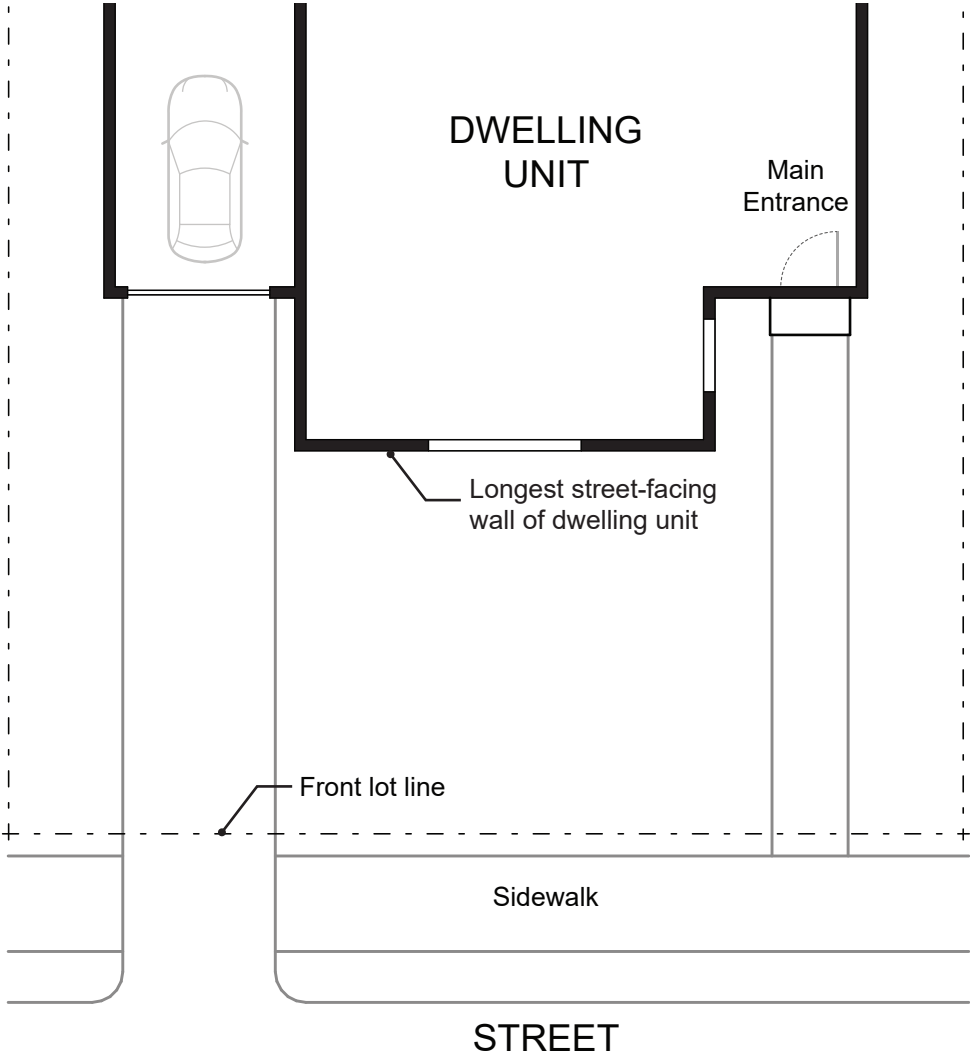 DWELLING
UNIT
Main
Entrance
Longest street-facing
wall of dwelling unit
Front lot line
Sidewalk
STREET